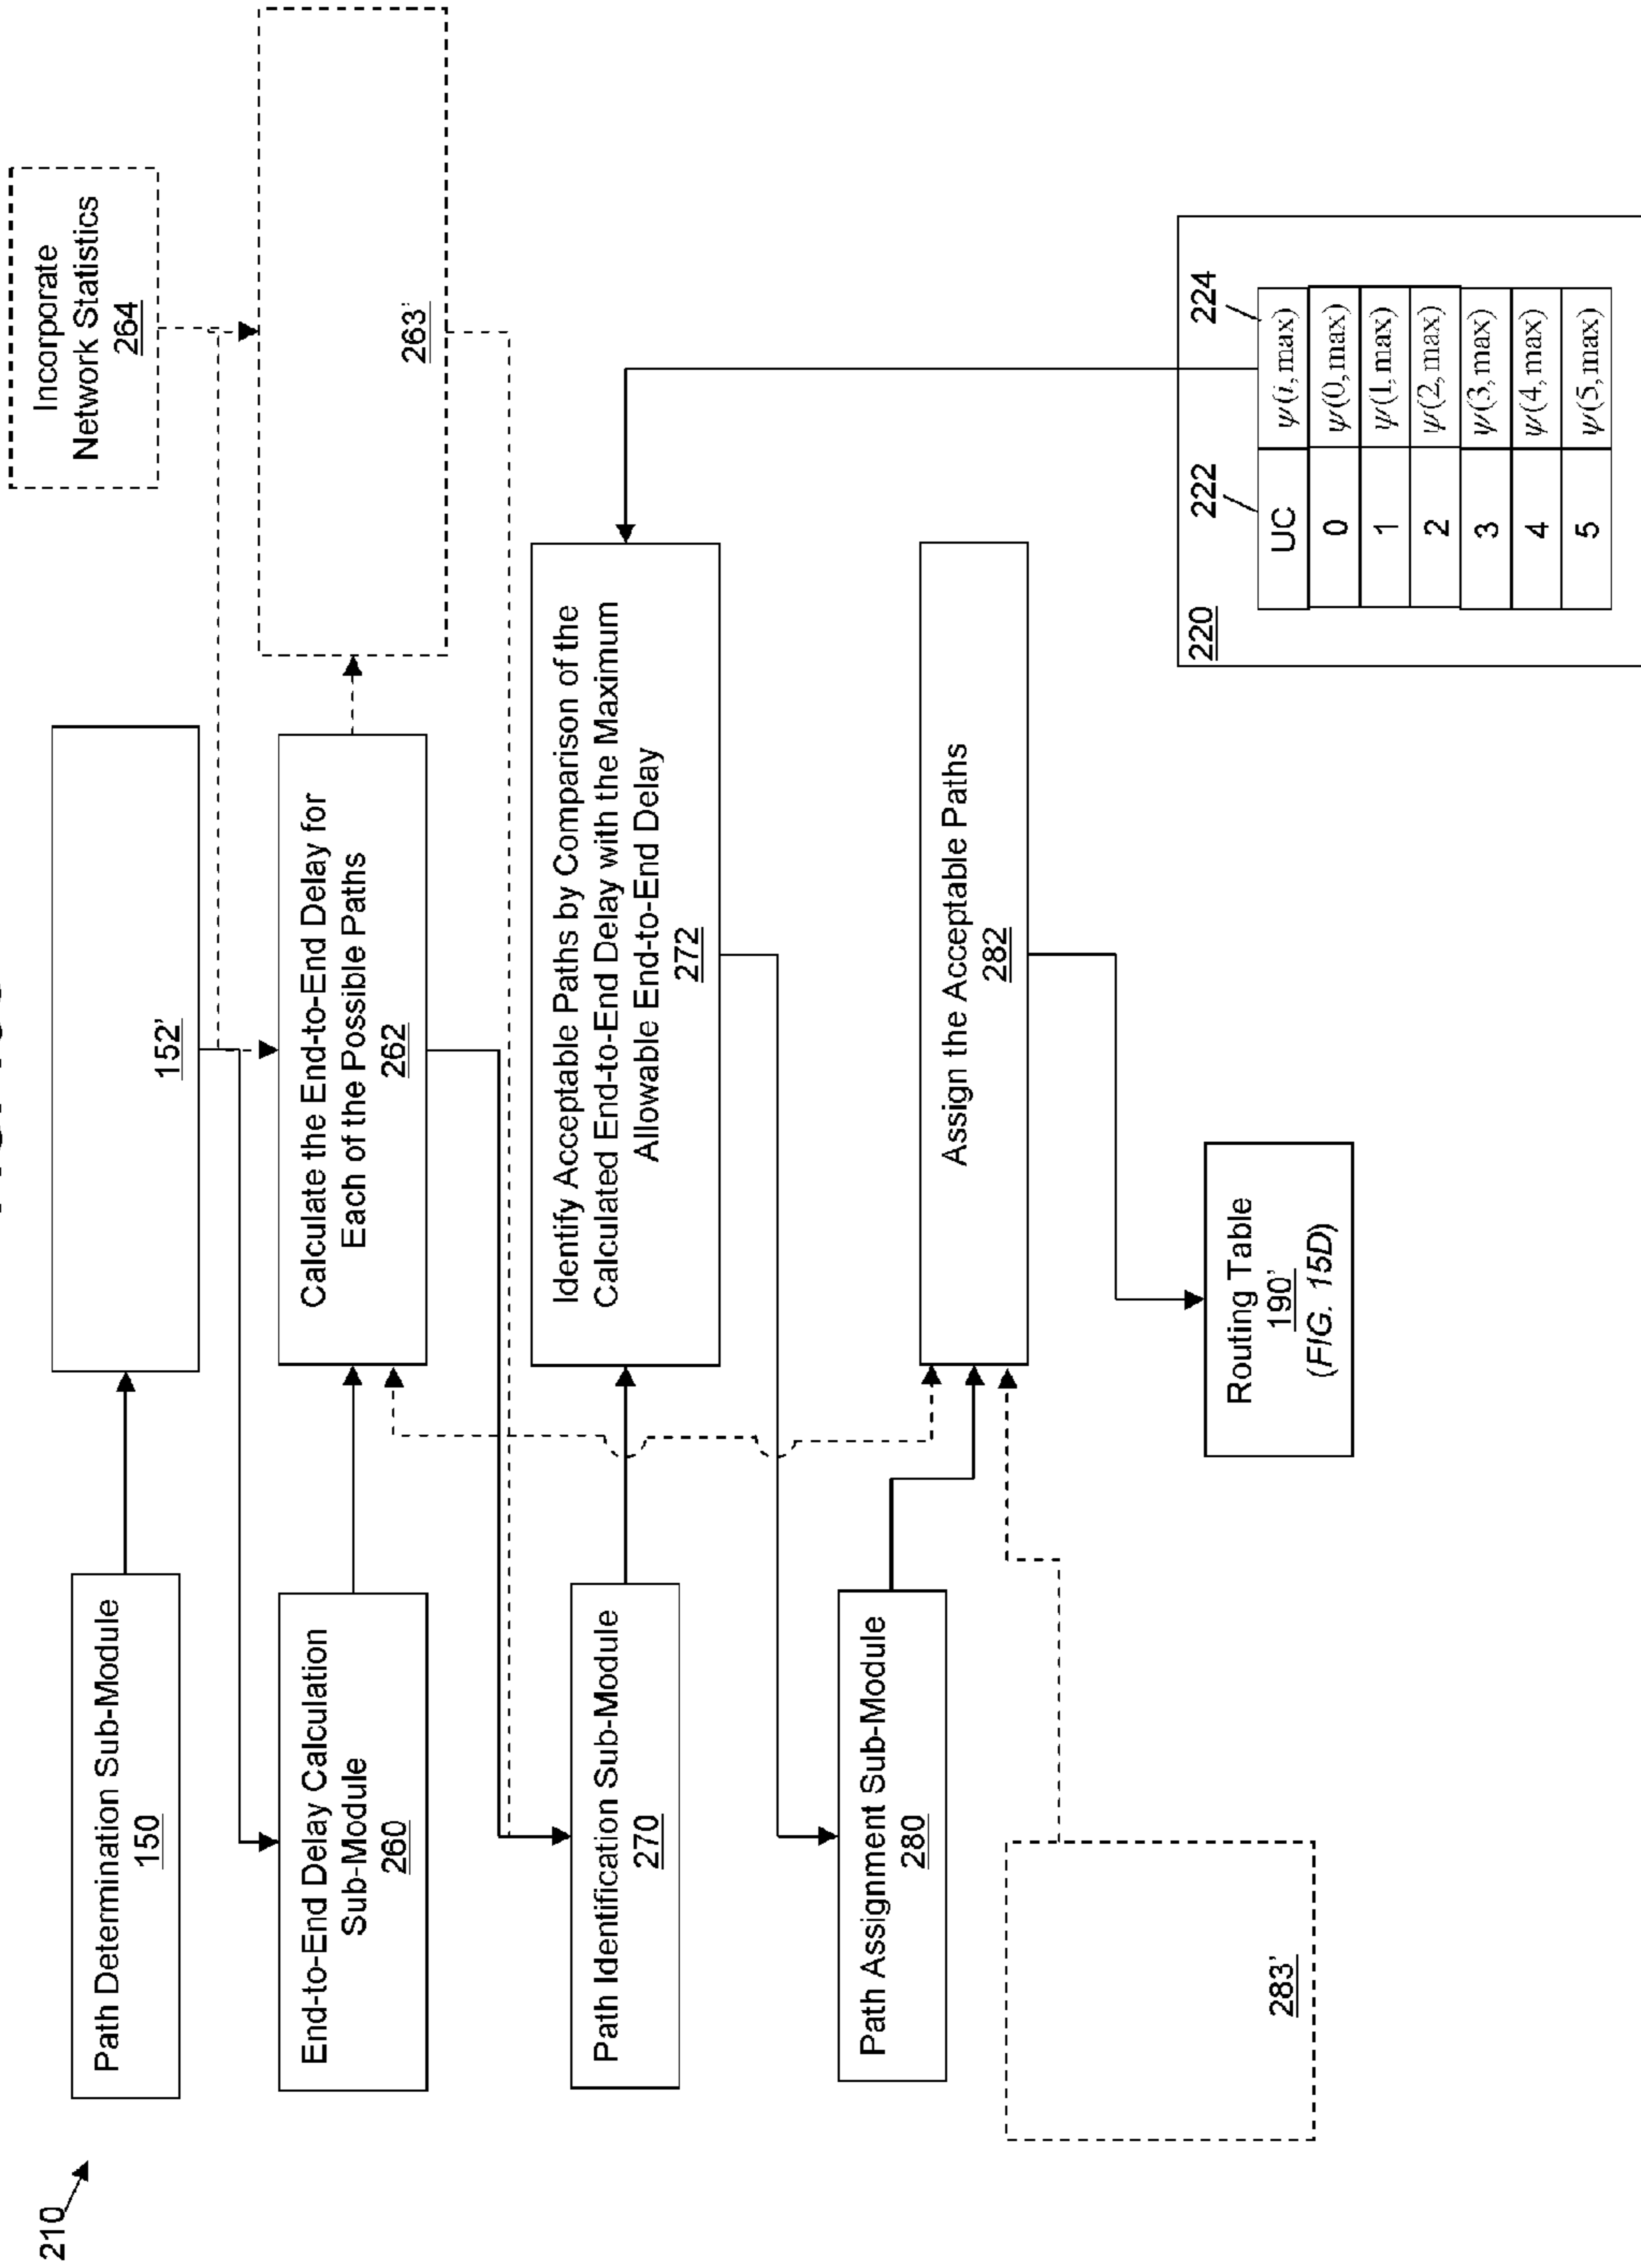 210
Path Determination Sub-Module
150
152'
Incorporate
Network Statistics
264
End-to-End Delay Calculation
Sub-Module
260
Calculate the End-to-End Delay for
Each of the Possible Paths
262
263'
Path Identification Sub-Module
270
Identify Acceptable Paths by Comparison of the
Calculated End-to-End Delay with the Maximum
Allowable End-to-End Delay
272
Path Assignment Sub-Module
280
Assign the Acceptable Paths
282
283'
Routing Table
190'
(FIG. 15D)
220
222
224
UC ψ(i,max)
0 ψ(0,max)
1 ψ(1,max)
2 ψ(2,max)
3 ψ(3,max)
4 ψ(4,max)
5 ψ(5,max)